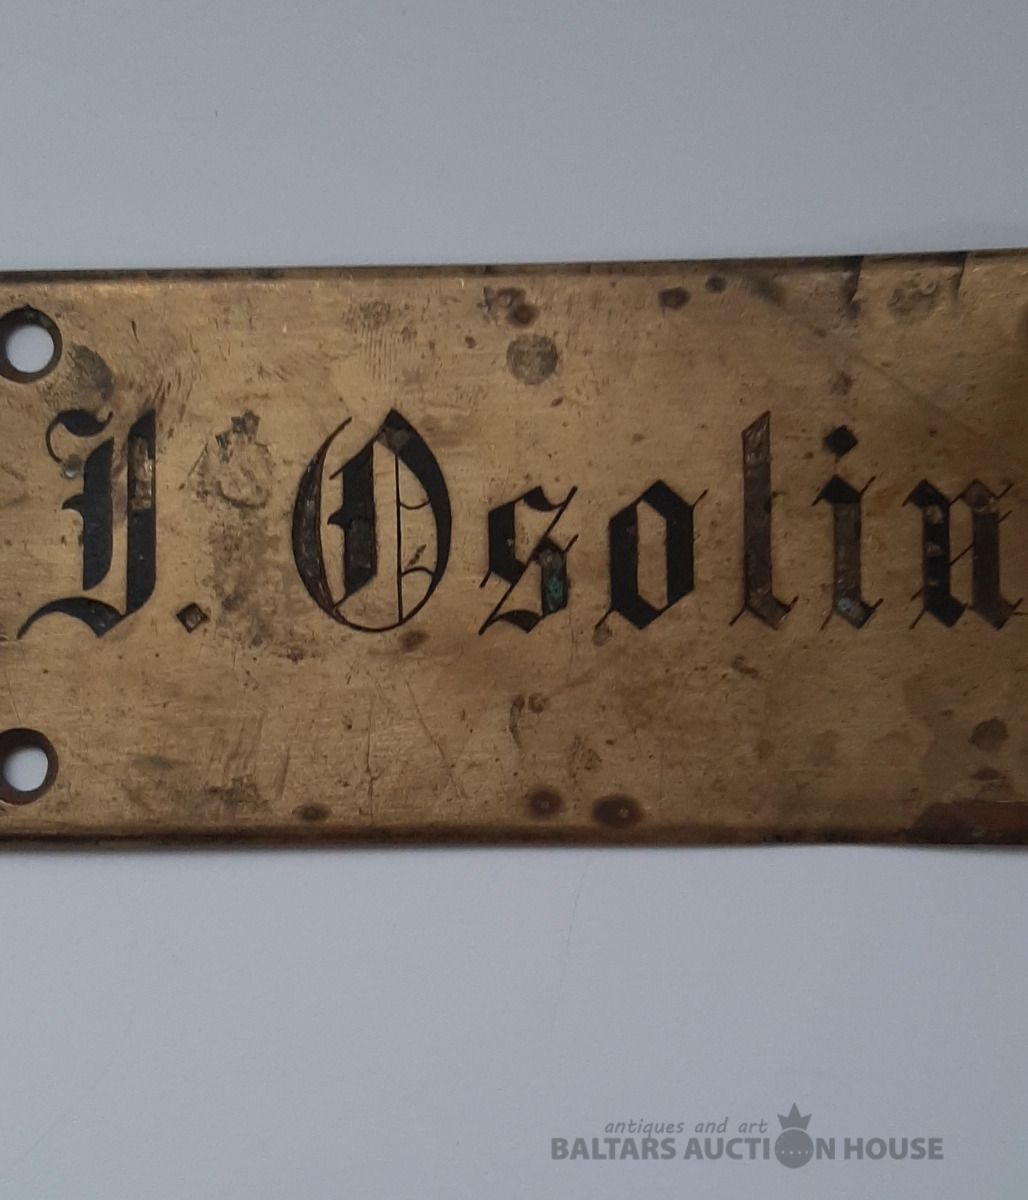 J. Osolin
antiques and art
BALTARS AUCTION HOUSE